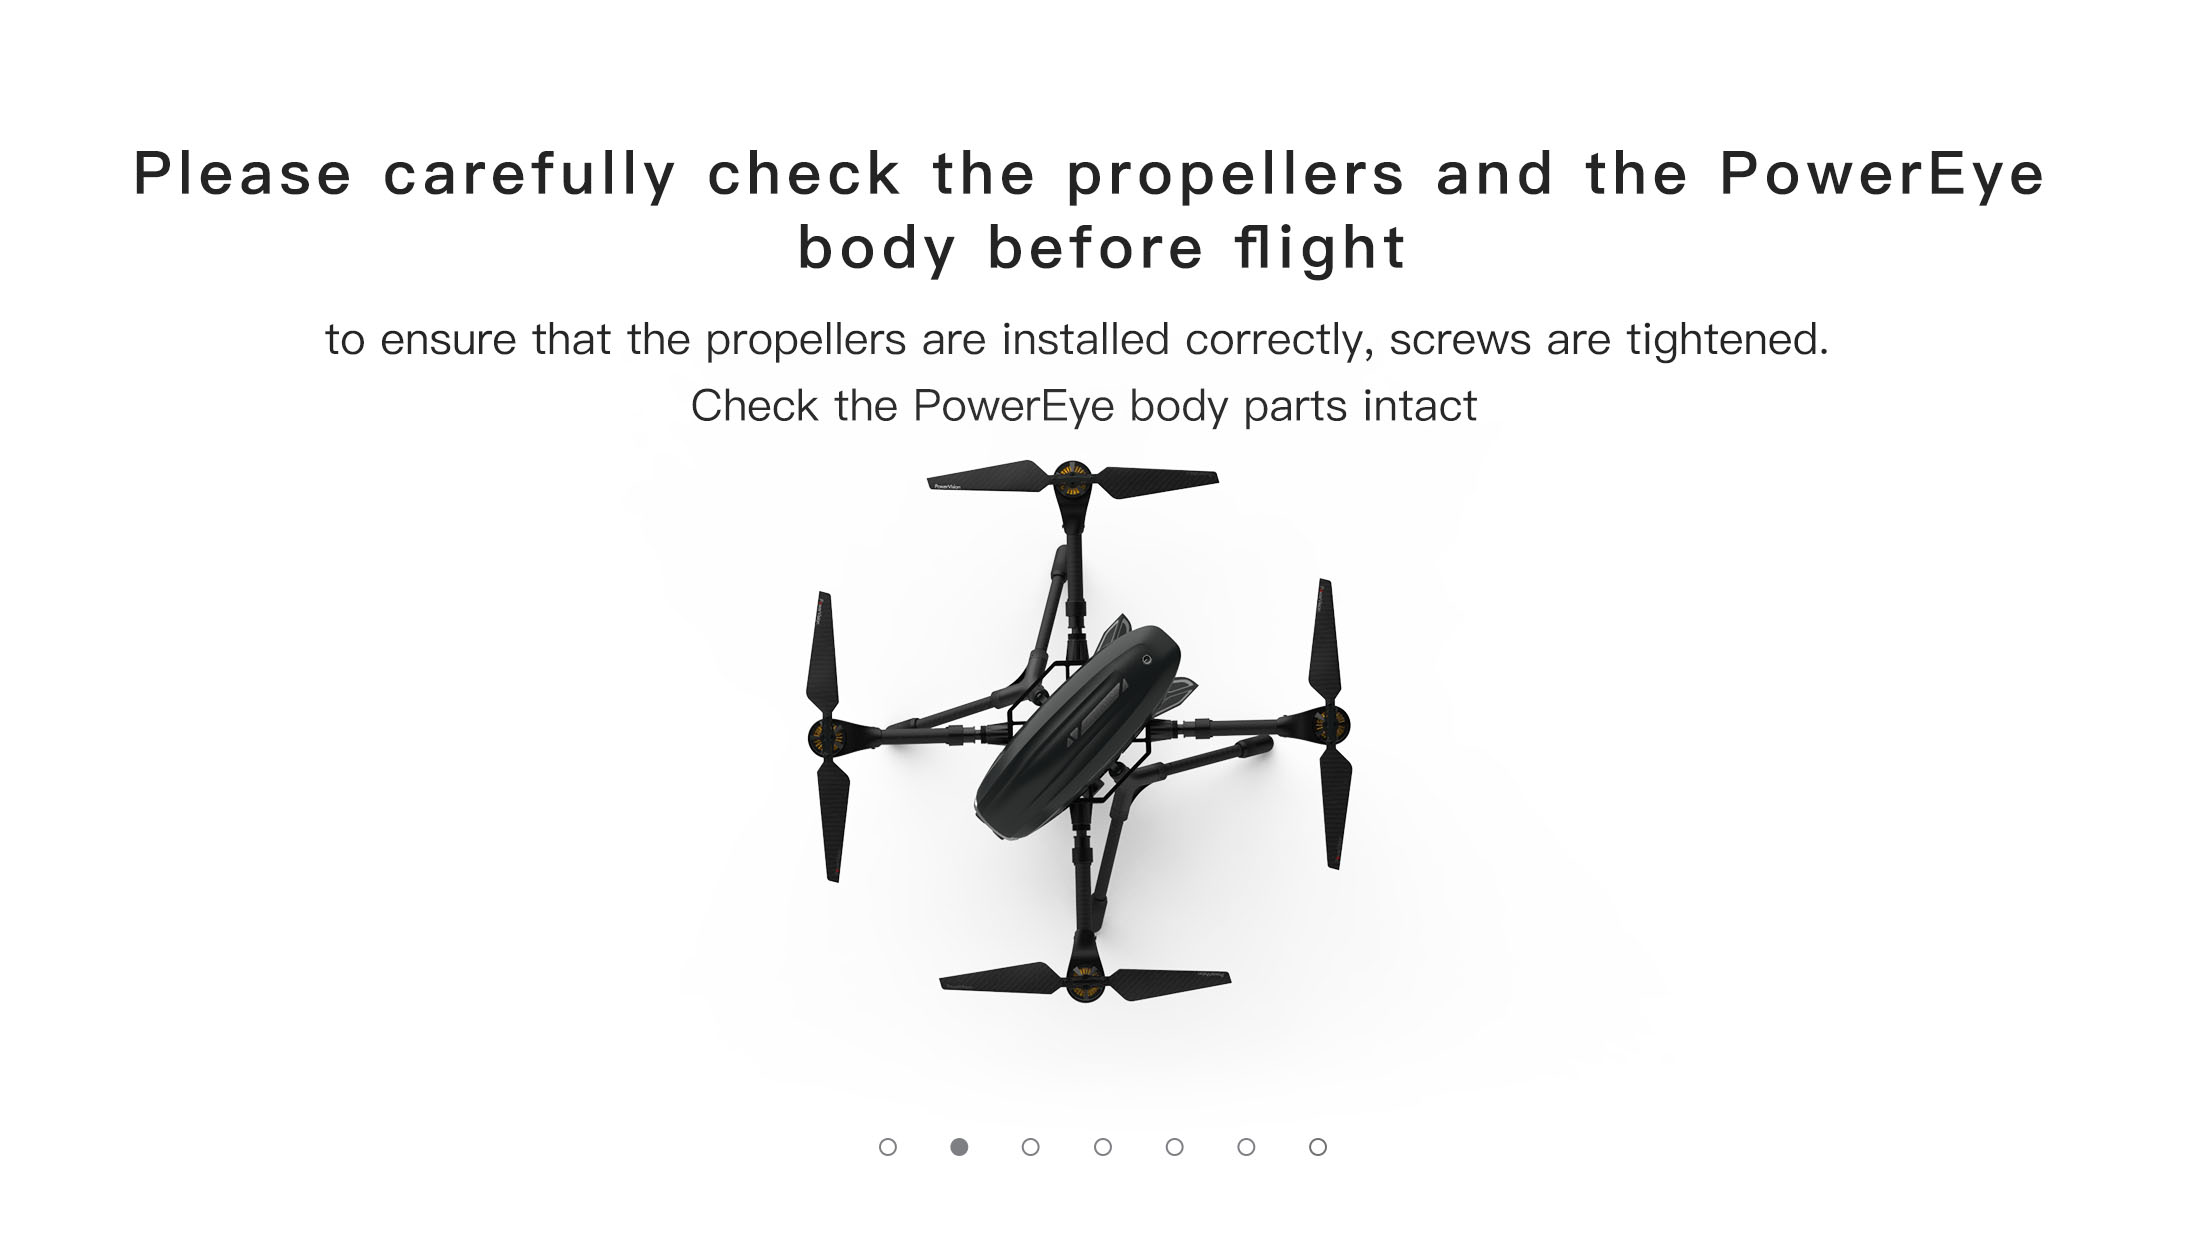 Please carefully check the propellers and the PowerEye
body before flight
to ensure that the propellers are installed correctly, screws are tightened.
Check the PowerEye body parts intact
PowerVision